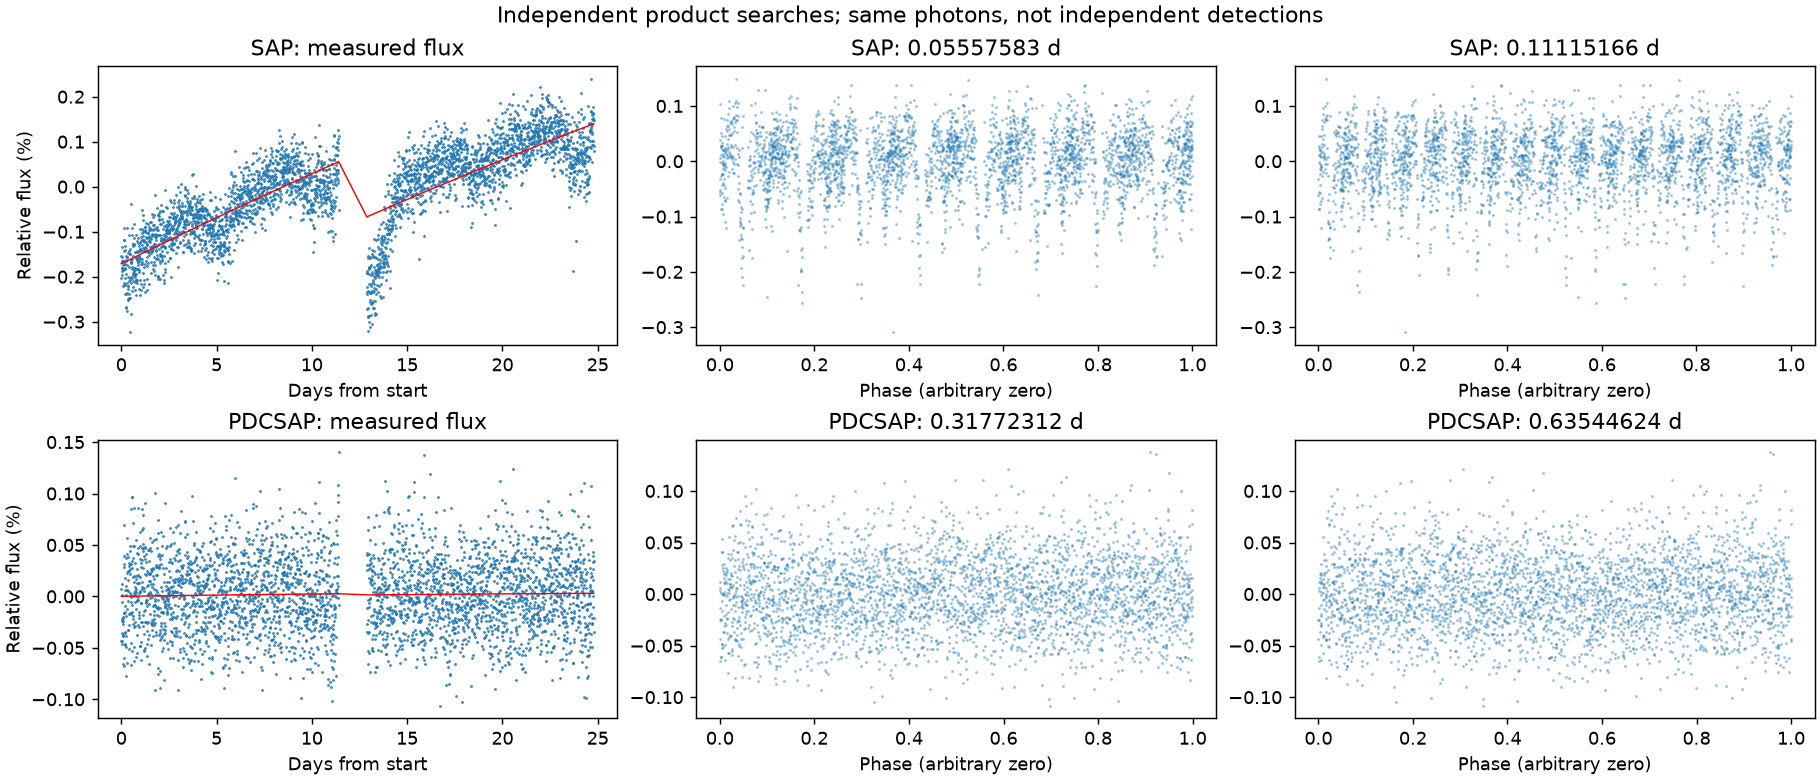 Independent product searches; same photons, not independent detections
SAP: measured flux
SAP: 0.05557583 d
SAP: 0.11115166 d
Relative flux (%)
0.2
0.1
0.0
−0.1
−0.2
−0.3
0 5 10 15 20 25
Days from start
0.1
0.0
−0.1
−0.2
−0.3
0.0 0.2 0.4 0.6 0.8 1.0
Phase (arbitrary zero)
0.1
0.0
−0.1
−0.2
−0.3
0.0 0.2 0.4 0.6 0.8 1.0
Phase (arbitrary zero)
PDCSAP: measured flux
PDCSAP: 0.31772312 d
PDCSAP: 0.63544624 d
Relative flux (%)
0.15
0.10
0.05
0.00
−0.05
−0.10
0 5 10 15 20 25
Days from start
0.10
0.05
0.00
−0.05
−0.10
0.0 0.2 0.4 0.6 0.8 1.0
Phase (arbitrary zero)
0.10
0.05
0.00
−0.05
−0.10
0.0 0.2 0.4 0.6 0.8 1.0
Phase (arbitrary zero)